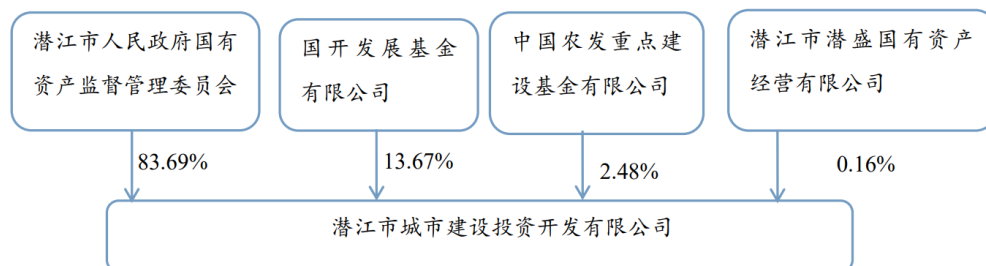 潜江市人民政府国有
资产监督管理委员会
国开发展基金
有限公司
中国农发重点建
设基金有限公司
潜江市潜盛国有资产
经营有限公司
83.69%
13.67%
2.48%
0.16%
潜江市城市建设投资开发有限公司